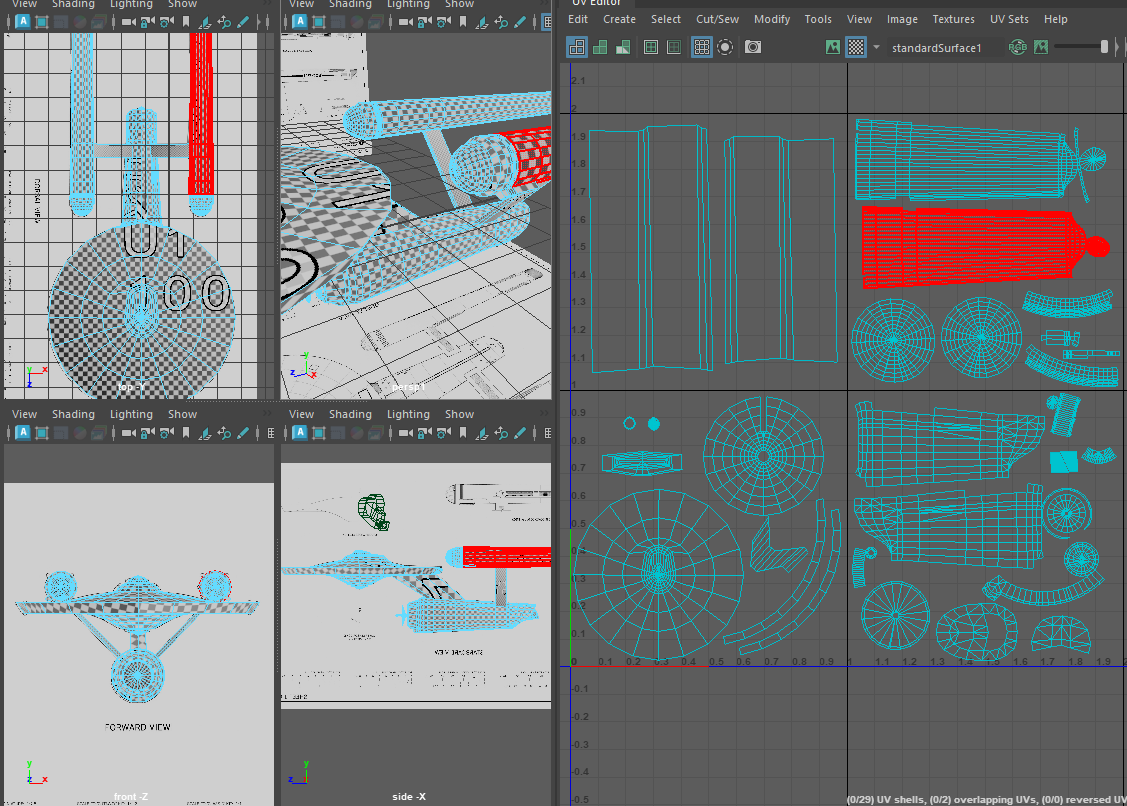 View Shading Lighting Show
View Shading Lighting Show
UV Editor
Edit Create Select Cut/Sew Modify Tools View Image Textures UV Sets Help
standardSurface1
RGB
DORSAL VIEW
U1
00
top -Y
persp1
y
x
z
y
x
z
View Shading Lighting Show
View Shading Lighting Show
FORWARD VIEW
front -Z
y
z
x
side -X
y
z
2.1
2
1.9
1.8
1.7
1.6
1.5
1.4
1.3
1.2
1.1
1
0.9
0.8
0.7
0.6
0.5
0.3
0.2
0.1
0 0.1 0.2 0.3 0.4 0.5 0.6 0.7 0.8 0.9 1 1.1 1.2 1.3 1.4 1.5 1.6 1.7 1.8 1.9
-0.1
-0.2
-0.3
-0.4
-0.5
(0/29) UV shells, (0/2) overlapping UVs, (0/0) reversed UV